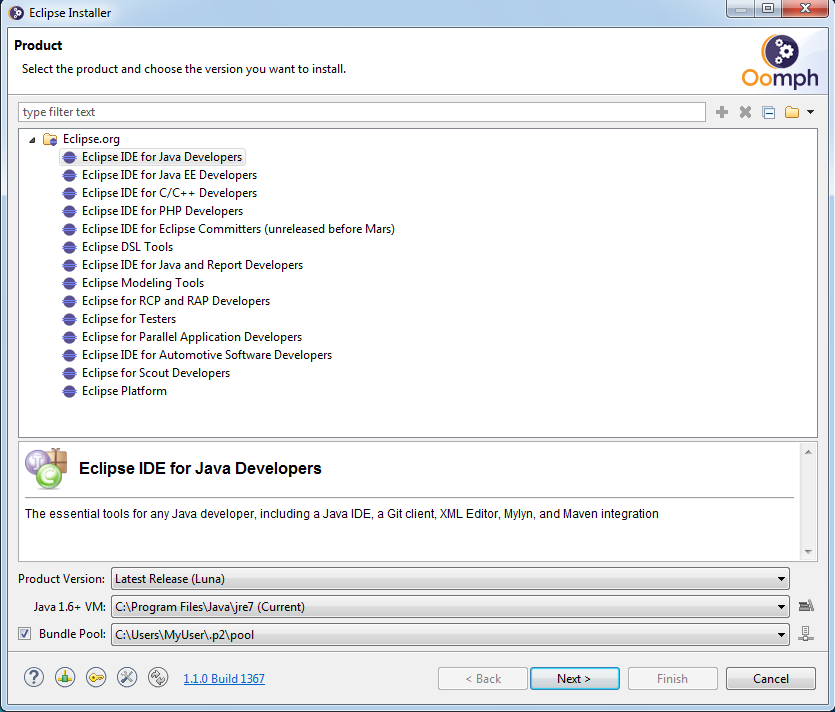 Eclipse Installer
Product
Select the product and choose the version you want to install.
Oomph
type filter text
Eclipse.org
Eclipse IDE for Java Developers
Eclipse IDE for Java EE Developers
Eclipse IDE for C/C++ Developers
Eclipse IDE for PHP Developers
Eclipse IDE for Eclipse Committers (unreleased before Mars)
Eclipse DSL Tools
Eclipse IDE for Java and Report Developers
Eclipse Modeling Tools
Eclipse for RCP and RAP Developers
Eclipse for Testers
Eclipse for Parallel Application Developers
Eclipse IDE for Automotive Software Developers
Eclipse for Scout Developers
Eclipse Platform
Eclipse IDE for Java Developers
The essential tools for any Java developer, including a Java IDE, a Git client, XML Editor, Mylyn, and Maven integration
Product Version: Latest Release (Luna)
Java 1.6+ VM: C:\Program Files\Java\jre7 (Current)
Bundle Pool: C:\Users\MyUser\.p2\pool
1.1.0 Build 1367 < Back Next > Finish Cancel